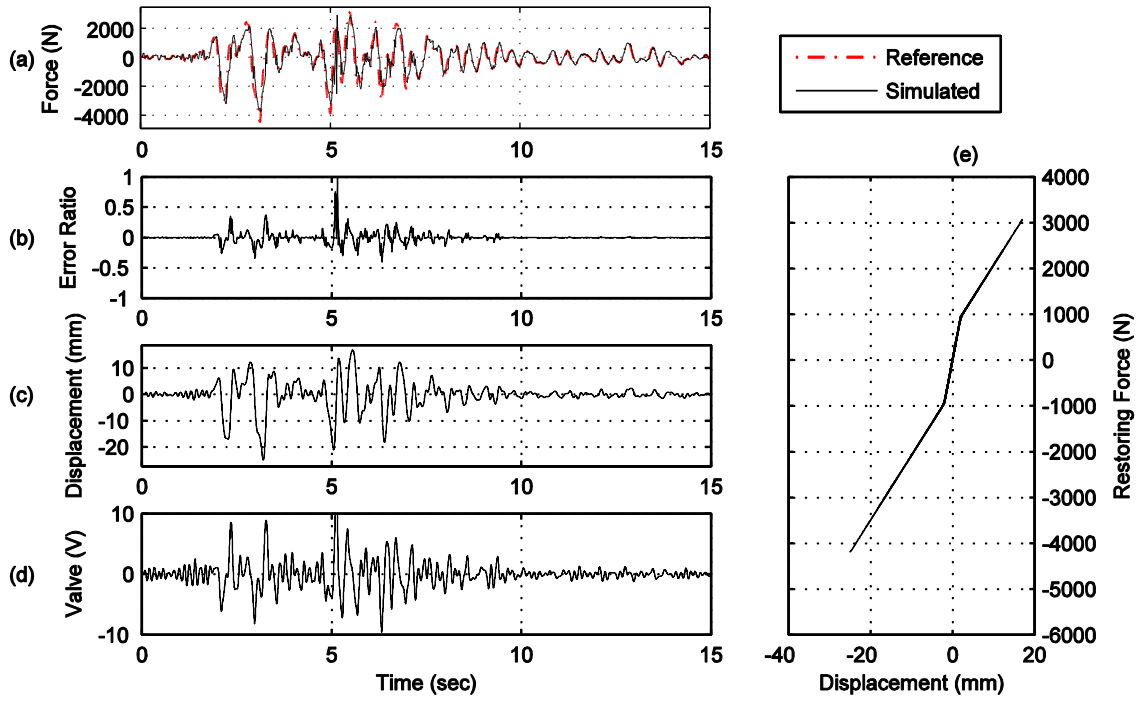 (a)
Force (N)
2000
0
-2000
-4000
0 5 10 15
Reference
Simulated
(b)
Error Ratio
1
0.5
0
-0.5
-1
0 5 10 15
(c)
Displacement (mm)
10
0
-10
-20
0 5 10 15
(d)
Valve (V)
10
0
-10
0 5 10 15
Time (sec)
(e)
4000
3000
2000
1000
0
-1000
-2000
-3000
-4000
-5000
-6000
Restoring Force (N)
-40 -20 0 20
Displacement (mm)